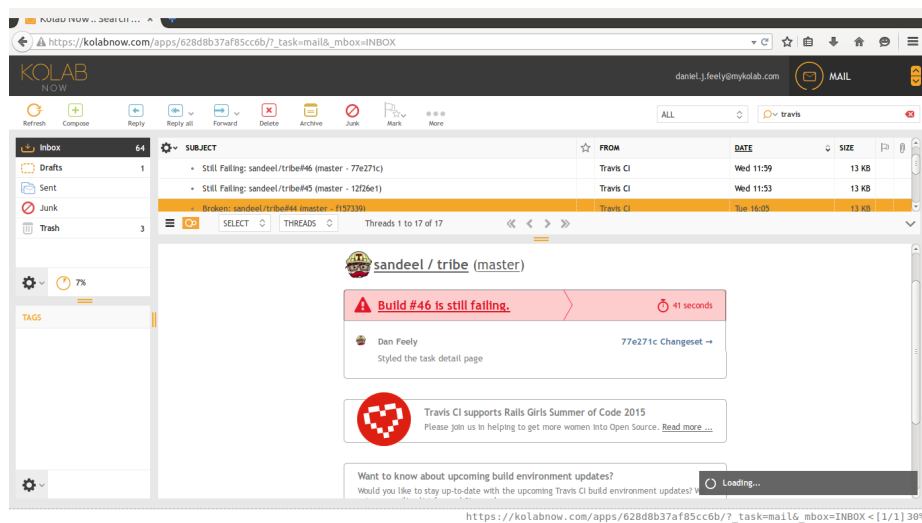 Kolab Now :: Search ... ×
https://kolabnow.com/apps/628d8b37af85cc6b/?_task=mail&_mbox=INBOX
KOLAB
NOW
daniel.j.feely@mykolab.com
MAIL
Refresh Compose Reply Reply all Forward Delete Archive Junk Mark More
ALL travis
Inbox 64
Drafts 1
Sent
Junk
Trash 3
7%
TAGS
SUBJECT FROM DATE SIZE
Still Failing: sandeel/tribe#46 (master - 77e271c) Travis CI Wed 11:59 13 KB
Still Failing: sandeel/tribe#45 (master - 12f26e1) Travis CI Wed 11:53 13 KB
Broken: sandeel/tribe#44 (master - f157339) Travis CI Tue 16:05 13 KB
SELECT THREADS Threads 1 to 17 of 17
sandeel / tribe (master)
Build #46 is still failing. 41 seconds
Dan Feely 77e271c Changeset →
Styled the task detail page
Travis CI supports Rails Girls Summer of Code 2015
Please join us in helping to get more women into Open Source. Read more ...
Want to know about upcoming build environment updates?
Would you like to stay up-to-date with the upcoming Travis CI build environment updates?
Loading...
https://kolabnow.com/apps/628d8b37af85cc6b/?_task=mail&_mbox=INBOX <[1/1] 30%